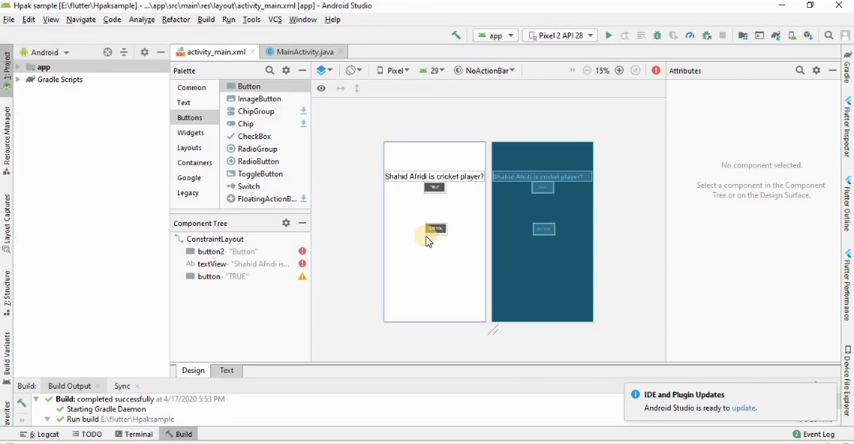 Hpak sample [E:\flutter\Hpaksample] - ...\app\src\main\res\layout\activity_main.xml [app] - Android Studio
File Edit View Navigate Code Analyze Refactor Build Run Tools VCS Window Help
app Pixel 2 API 28
Android activity_main.xml MainActivity.java
1: Project
Resource Manager
Layout Captures
Z: Structure
Build Variants
avorites
app
Gradle Scripts
Palette
Common
Text
Buttons
Widgets
Layouts
Containers
Google
Legacy
Button
ImageButton
ChipGroup
Chip
CheckBox
RadioGroup
RadioButton
ToggleButton
Switch
FloatingActionB...
Component Tree
ConstraintLayout
button2- "Button"
Ab textView- "Shahid Afridi is...
button- "TRUE"
Pixel 29 NoActionBar 15%
Shahid Afridi is cricket player?
TRUE
BUTTON
Shahid Afridi is cricket player?
Attributes
No component selected.
Select a component in the Component
Tree or on the Design Surface.
Gradle
Flutter Inspector
Flutter Outline
Flutter Performance
Device File Explorer
Design Text
Build: Build Output Sync
Build: completed successfully at 4/17/2020 5:53 PM
Starting Gradle Daemon
Run build E:\flutter\Hpaksample
IDE and Plugin Updates
Android Studio is ready to update.
6: Logcat TODO Terminal Build Event Log